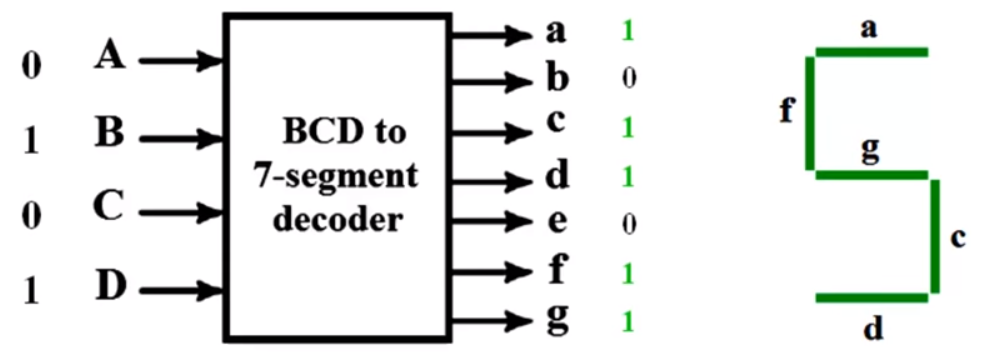 0 A
1 B
0 C
1 D
BCD to
7-segment
decoder
a 1
b 0
c 1
d 1
e 0
f 1
g 1
a
f
g
c
d